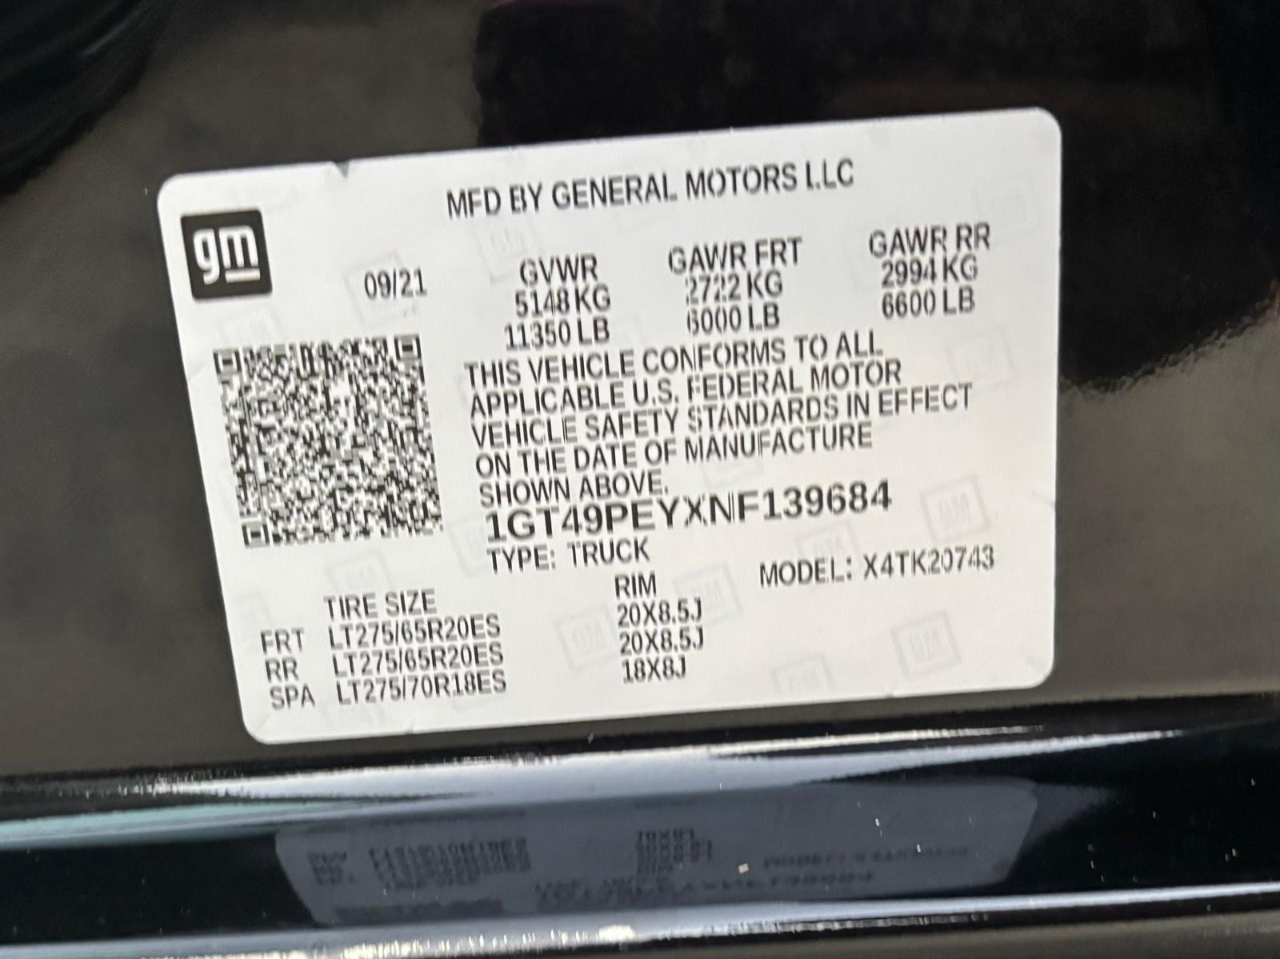 MFD BY GENERAL MOTORS LLC
gm
09/21
GVWR GAWR FRT GAWR RR
5148 KG 2722 KG 2994 KG
11350 LB 6000 LB 6600 LB
THIS VEHICLE CONFORMS TO ALL
APPLICABLE U.S. FEDERAL MOTOR
VEHICLE SAFETY STANDARDS IN EFFECT
ON THE DATE OF MANUFACTURE
SHOWN ABOVE.
1GT49PEYXNF139684
TYPE: TRUCK MODEL: X4TK20743
TIRE SIZE RIM
FRT LT275/65R20ES 20X8.5J
RR LT275/65R20ES 20X8.5J
SPA LT275/70R18ES 18X8J